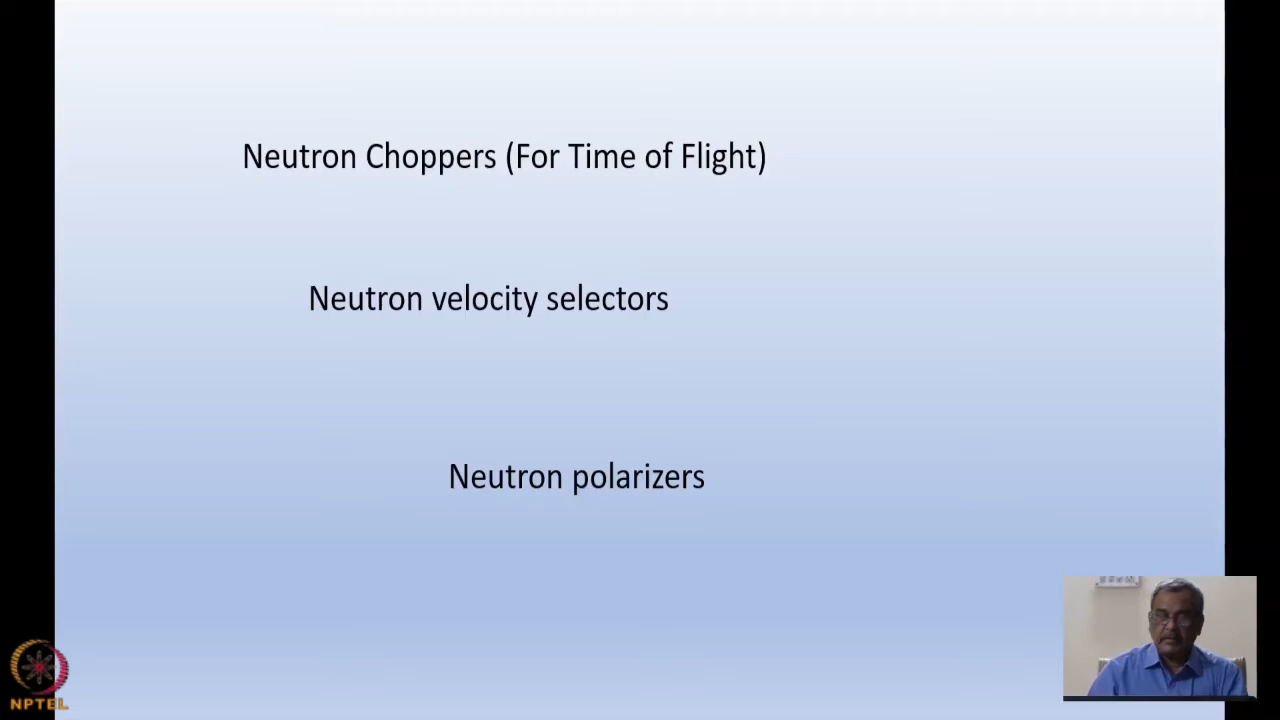 Neutron Choppers (For Time of Flight)
Neutron velocity selectors
Neutron polarizers
NPTEL